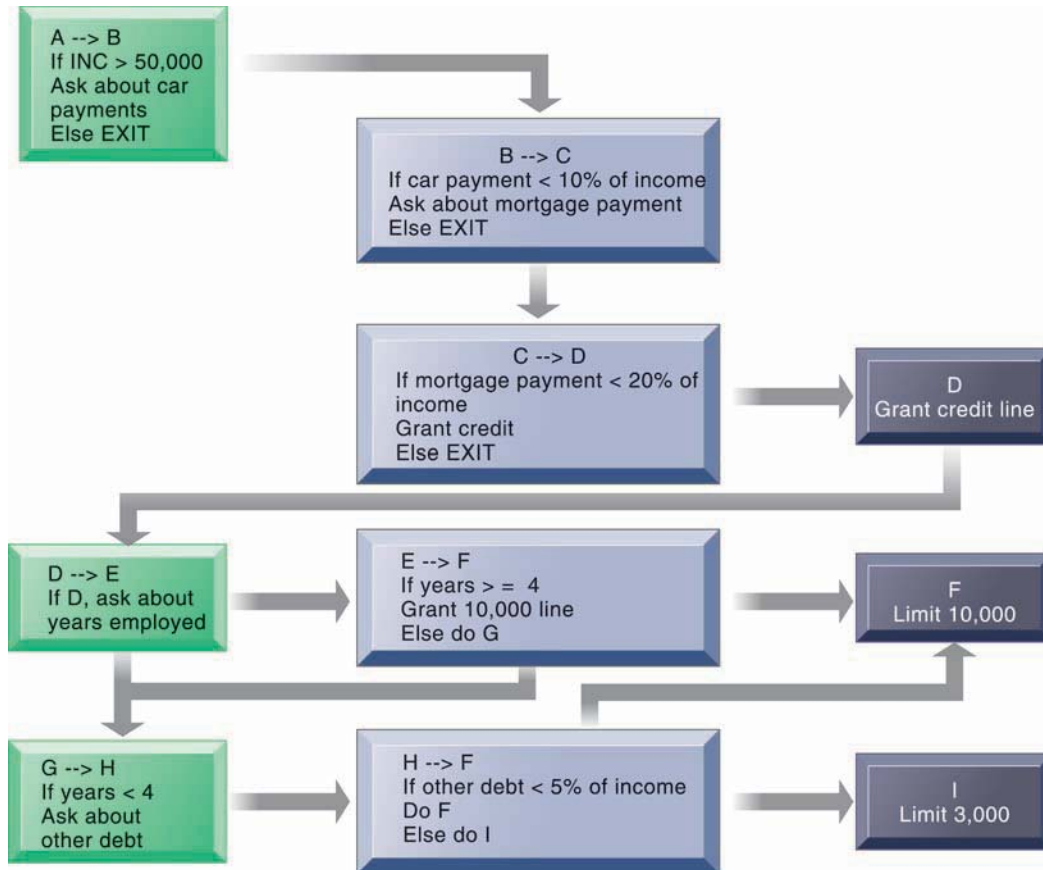 A --> B
If INC > 50,000
Ask about car
payments
Else EXIT
B --> C
If car payment < 10% of income
Ask about mortgage payment
Else EXIT
C --> D
If mortgage payment < 20% of
income
Grant credit
Else EXIT
D
Grant credit line
D --> E
If D, ask about
years employed
E --> F
If years > = 4
Grant 10,000 line
Else do G
F
Limit 10,000
G --> H
If years < 4
Ask about
other debt
H --> F
If other debt < 5% of income
Do F
Else do I
I
Limit 3,000